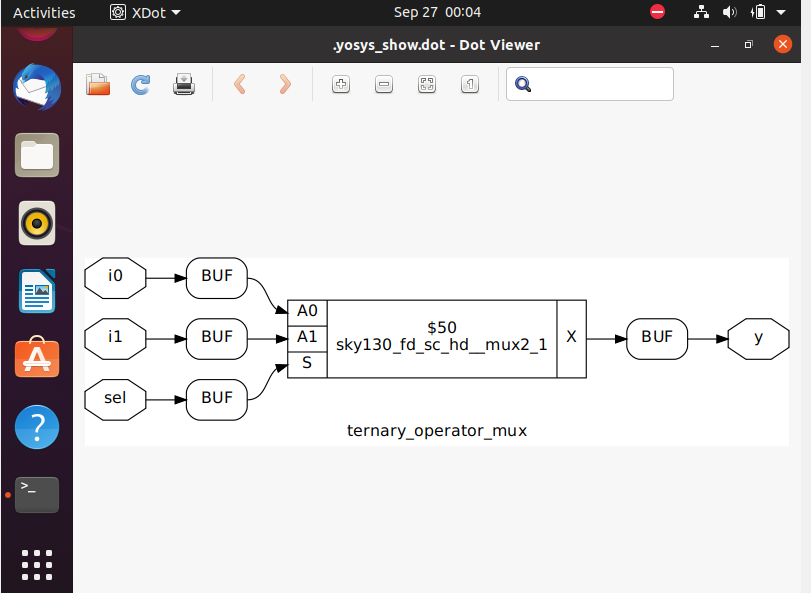 Activities XDot Sep 27 00:04
.yosys_show.dot - Dot Viewer
1
i0 BUF
A0
i1 BUF A1 $50 X BUF y
sky130_fd_sc_hd__mux2_1
S
sel BUF
ternary_operator_mux
?
>_